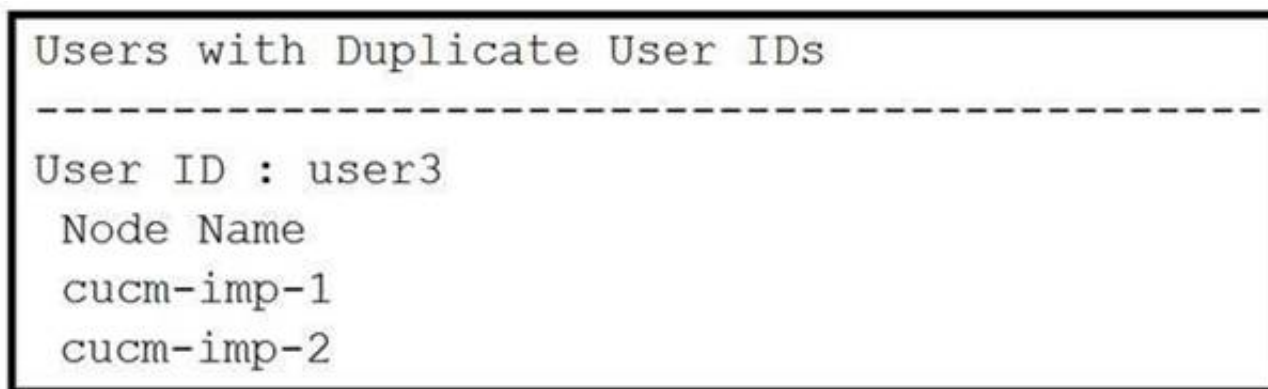 Users with Duplicate User IDs
---------------------------------------------
User ID : user3
Node Name
cucm-imp-1
cucm-imp-2